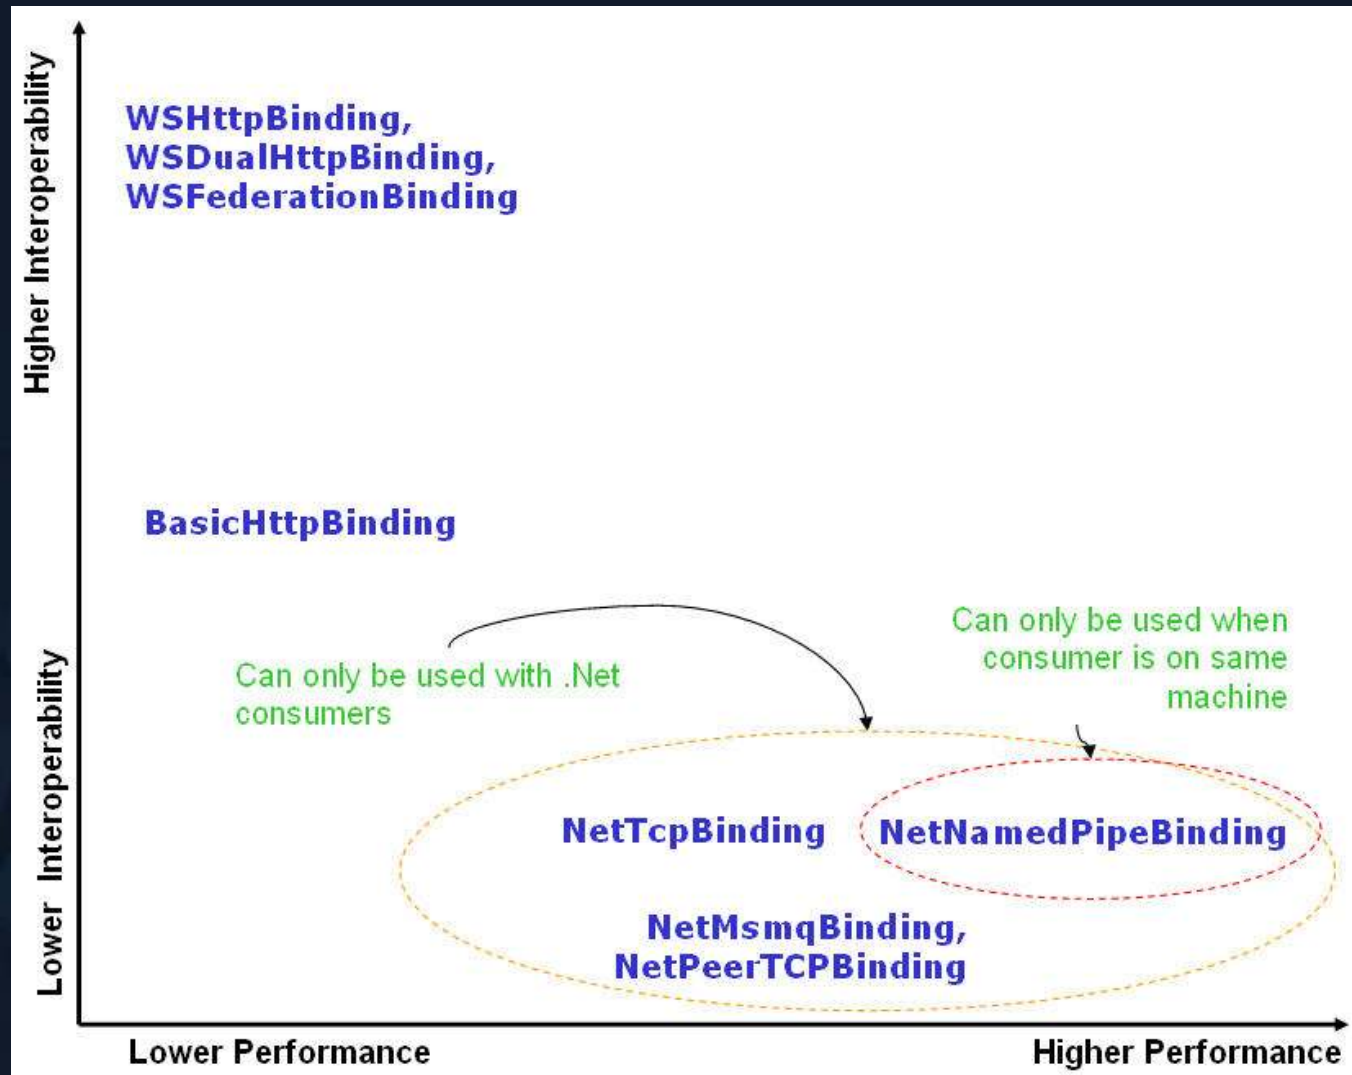 Higher Interoperability
WSHttpBinding,
WSDualHttpBinding,
WSFederationBinding
BasicHttpBinding
Can only be used with .Net
consumers
Can only be used when
consumer is on same
machine
Lower Interoperability
NetTcpBinding
NetNamedPipeBinding
NetMsmqBinding,
NetPeerTCPBinding
Lower Performance
Higher Performance